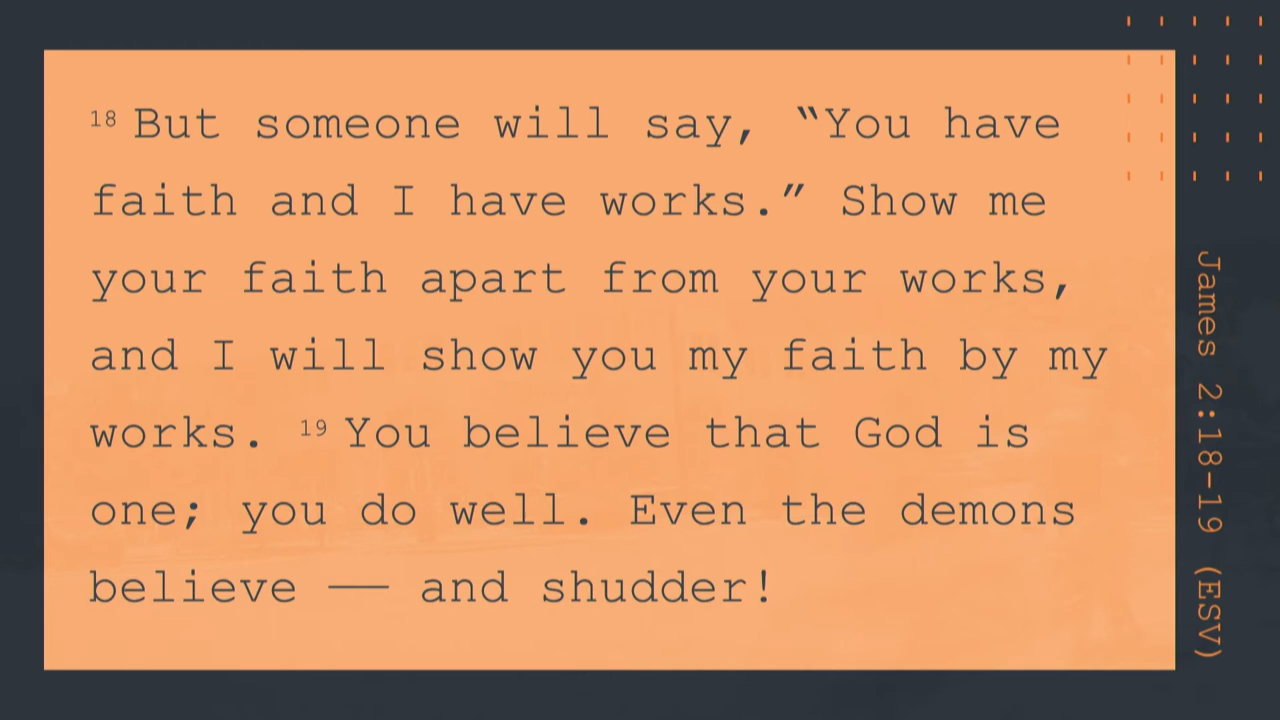 18 But someone will say, “You have
faith and I have works.” Show me
your faith apart from your works,
and I will show you my faith by my
works. 19 You believe that God is
one; you do well. Even the demons
believe — and shudder!
James 2:18-19 (ESV)